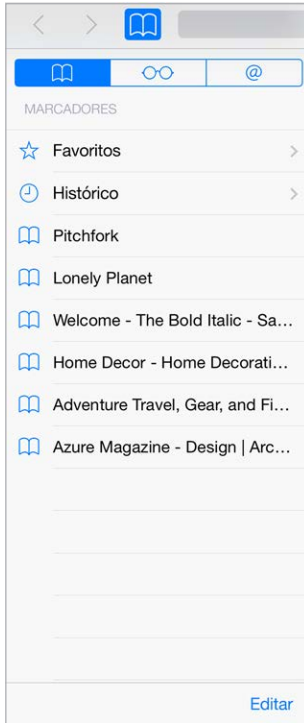 @
MARCADORES
Favoritos
Histórico
Pitchfork
Lonely Planet
Welcome - The Bold Italic - Sa...
Home Decor - Home Decorati...
Adventure Travel, Gear, and Fi...
Azure Magazine - Design | Arc...
Editar